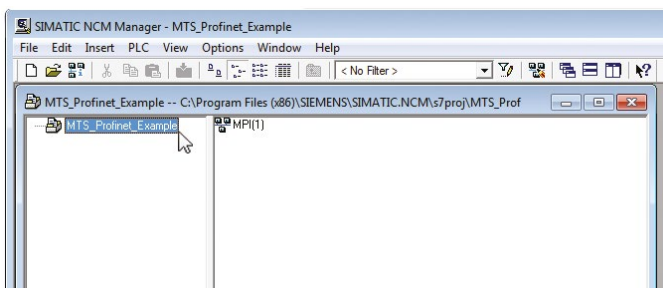 SIMATIC NCM Manager - MTS_Profinet_Example
File Edit Insert PLC View Options Window Help
< No Filter >
MTS_Profinet_Example -- C:\Program Files (x86)\SIEMENS\SIMATIC.NCM\s7proj\MTS_Prof
MTS_Profinet_Example MPI(1)